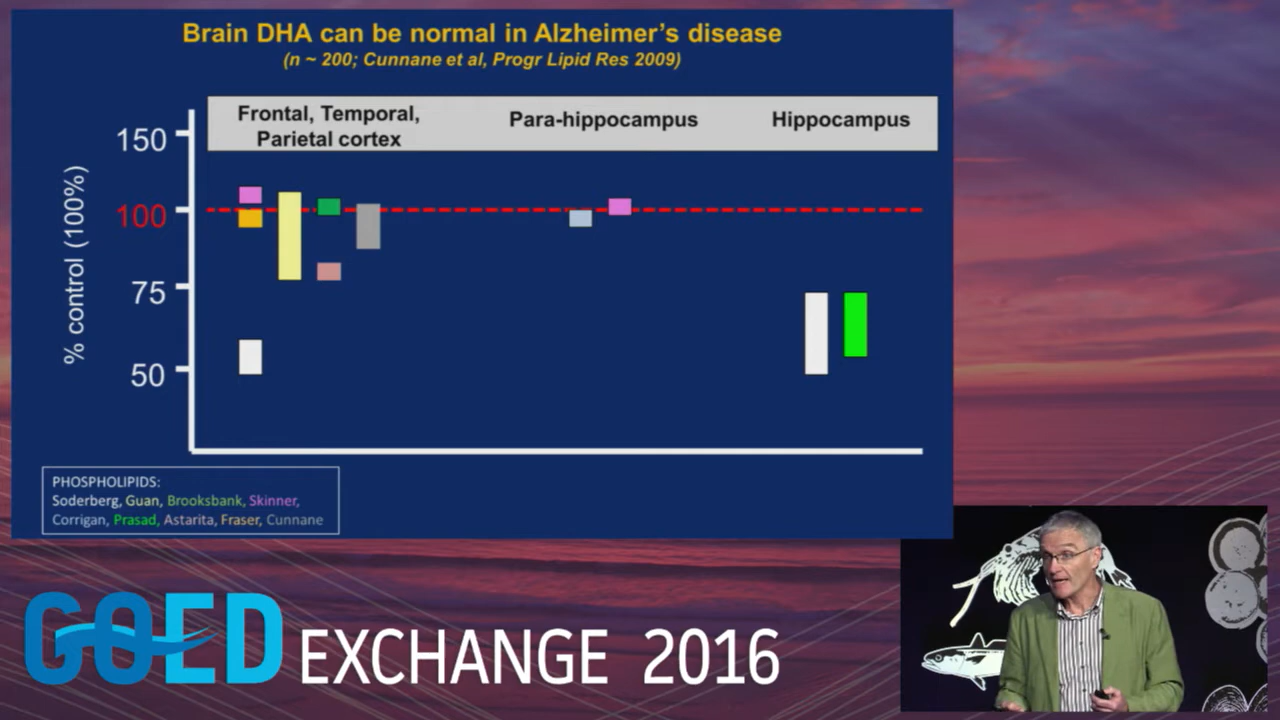 Brain DHA can be normal in Alzheimer's disease
(n ~ 200; Cunnane et al, Progr Lipid Res 2009)
Frontal, Temporal,
Parietal cortex
Para-hippocampus
Hippocampus
% control (100%)
150
100
75
50
PHOSPHOLIPIDS:
Soderberg, Guan, Brooksbank, Skinner,
Corrigan, Prasad, Astarita, Fraser, Cunnane
GOED EXCHANGE 2016